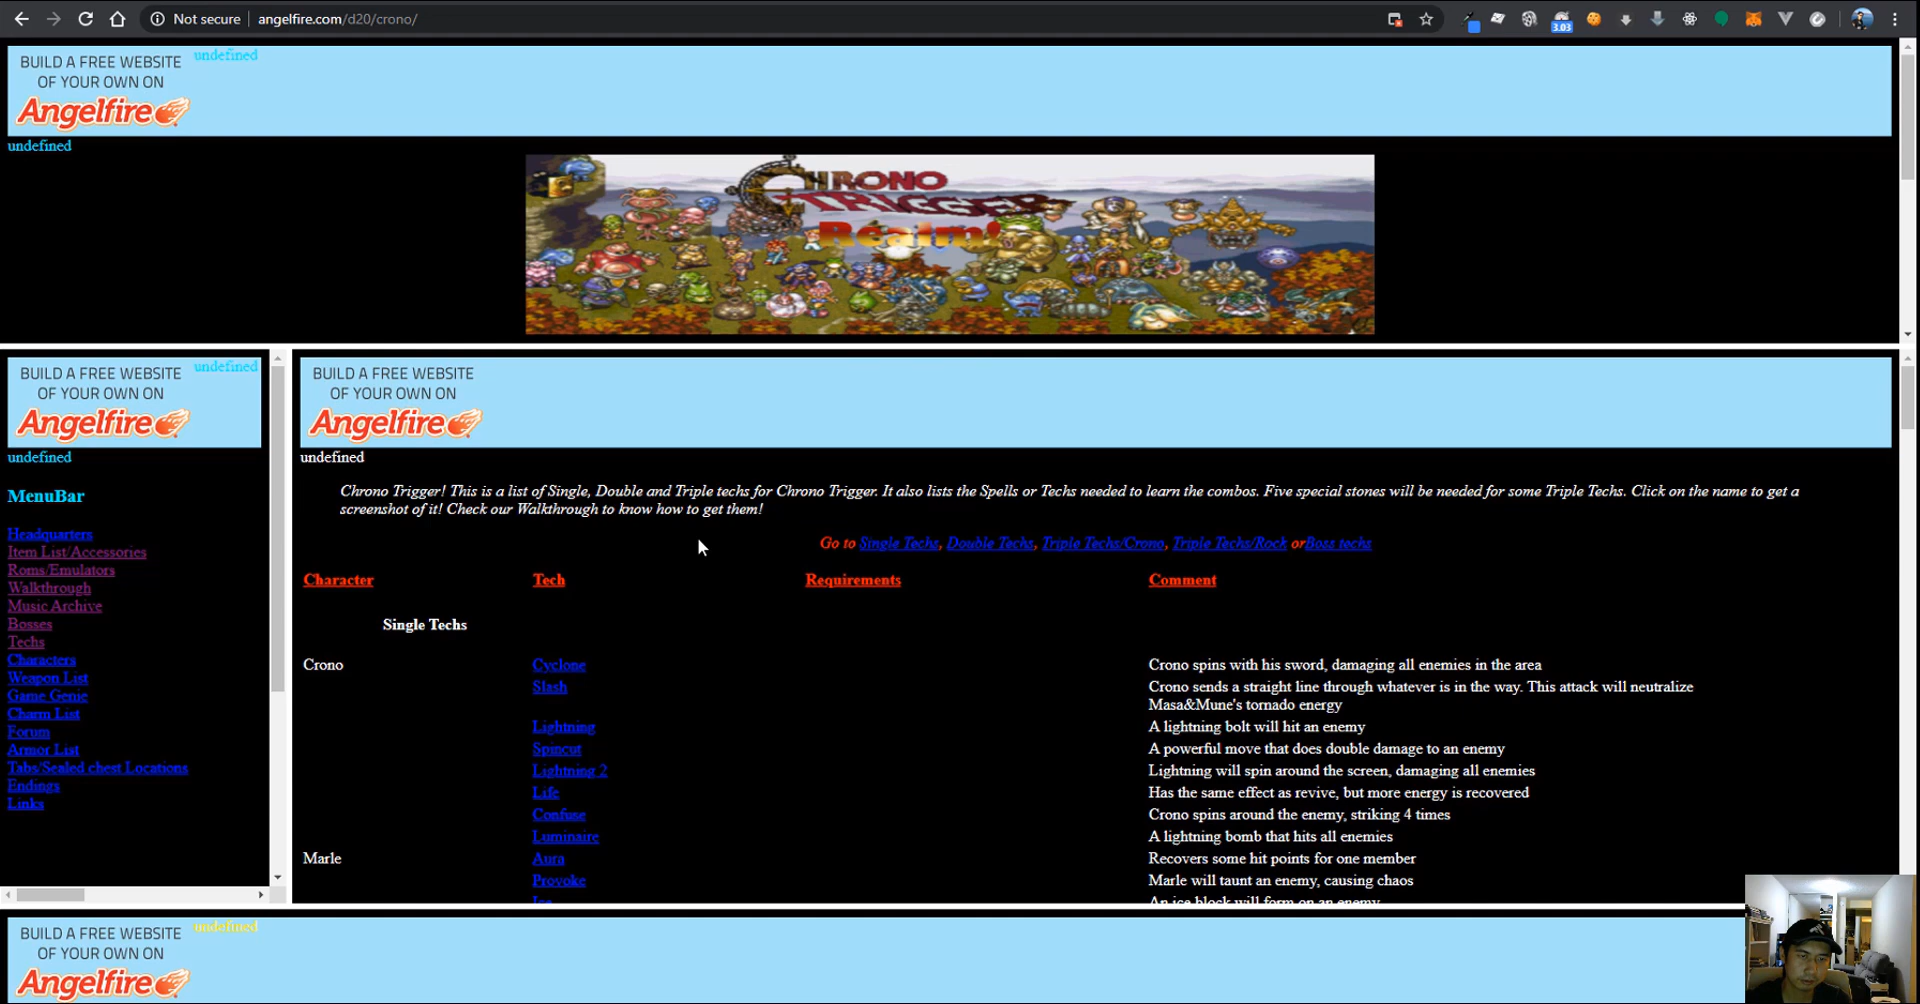 Not secure | angelfire.com/d20/crono/
3.03
BUILD A FREE WEBSITE
OF YOUR OWN ON
Angelfire
undefined
undefined
CHRONO
TRIGGER
Realm!
BUILD A FREE WEBSITE
OF YOUR OWN ON
Angelfire
undefined
undefined
MenuBar
Headquarters
Item List/Accessories
Roms/Emulators
Walkthrough
Music Archive
Bosses
Techs
Characters
Weapon List
Game Genie
Charm List
Forum
Armor List
Tabs/Sealed chest Locations
Endings
Links
BUILD A FREE WEBSITE
OF YOUR OWN ON
Angelfire
undefined
Chrono Trigger! This is a list of Single, Double and Triple techs for Chrono Trigger. It also lists the Spells or Techs needed to learn the combos. Five special stones will be needed for some Triple Techs. Click on the name to get a
screenshot of it! Check our Walkthrough to know how to get them!
Go to Single Techs, Double Techs, Triple Techs/Crono, Triple Techs/Rock orBoss techs
Character Tech Requirements Comment
Single Techs
Crono Cyclone Crono spins with his sword, damaging all enemies in the area
Slash Crono sends a straight line through whatever is in the way. This attack will neutralize
Masa&Mune's tornado energy
Lightning A lightning bolt will hit an enemy
Spincut A powerful move that does double damage to an enemy
Lightning 2 Lightning will spin around the screen, damaging all enemies
Life Has the same effect as revive, but more energy is recovered
Confuse Crono spins around the enemy, striking 4 times
Luminaire A lightning bomb that hits all enemies
Marle Aura Recovers some hit points for one member
Provoke Marle will taunt an enemy, causing chaos
Ice An ice block will form on an enemy
BUILD A FREE WEBSITE
OF YOUR OWN ON
Angelfire
undefined